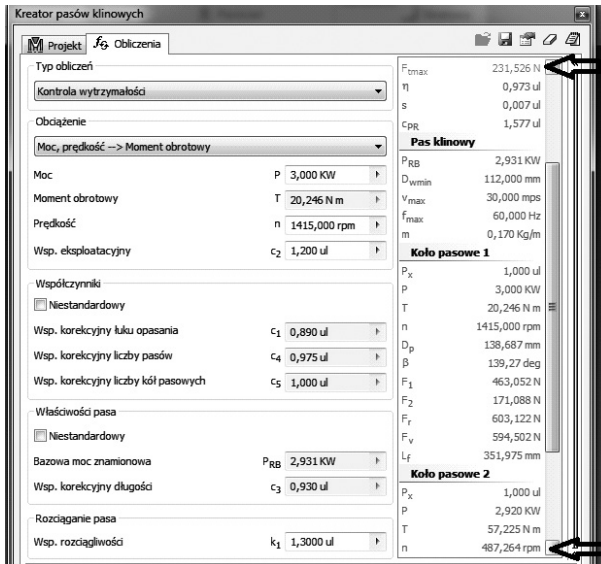 Kreator pasów klinowych
Projekt
fG Obliczenia
Typ obliczeń
Kontrola wytrzymałości
Obciążenie
Moc, prędkość --> Moment obrotowy
Moc P 3,000 KW
Moment obrotowy T 20,246 N m
Prędkość n 1415,000 rpm
Wsp. eksploatacyjny c2 1,200 ul
Współczynniki
Niestandardowy
Wsp. korekcyjny łuku opasania c1 0,890 ul
Wsp. korekcyjny liczby pasów c4 0,975 ul
Wsp. korekcyjny liczby kół pasowych c5 1,000 ul
Właściwości pasa
Niestandardowy
Bazowa moc znamionowa PRB 2,931 KW
Wsp. korekcyjny długości c3 0,930 ul
Rozciąganie pasa
Wsp. rozciągliwości k1 1,3000 ul
Ftmax 231,526 N
η 0,973 ul
s 0,007 ul
cPR 1,577 ul
Pas klinowy
PRB 2,931 KW
Dwmin 112,000 mm
vmax 30,000 mps
fmax 60,000 Hz
m 0,170 Kg/m
Koło pasowe 1
Px 1,000 ul
P 3,000 KW
T 20,246 N m
n 1415,000 rpm
Dp 138,687 mm
β 139,27 deg
F1 463,052 N
F2 171,088 N
Fr 603,122 N
Fv 594,502 N
Lf 351,975 mm
Koło pasowe 2
Px 1,000 ul
P 2,920 KW
T 57,225 N m
n 487,264 rpm